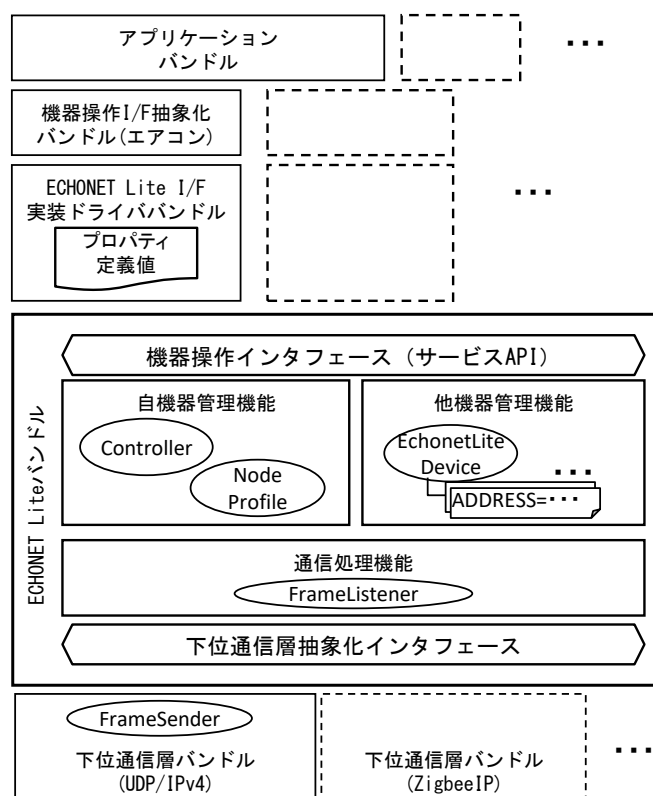 アプリケーション
バンドル
･･･
機器操作I/F抽象化
バンドル(エアコン)
ECHONET Lite I/F
実装ドライババンドル
プロパティ
定義値
･･･
ECHONET Liteバンドル
機器操作インタフェース（サービスAPI）
自機器管理機能
Controller
Node
Profile
他機器管理機能
EchonetLite
Device
･･･
ADDRESS=･･･
通信処理機能
FrameListener
下位通信層抽象化インタフェース
FrameSender
下位通信層バンドル
(UDP/IPv4)
下位通信層バンドル
(ZigbeeIP)
･･･